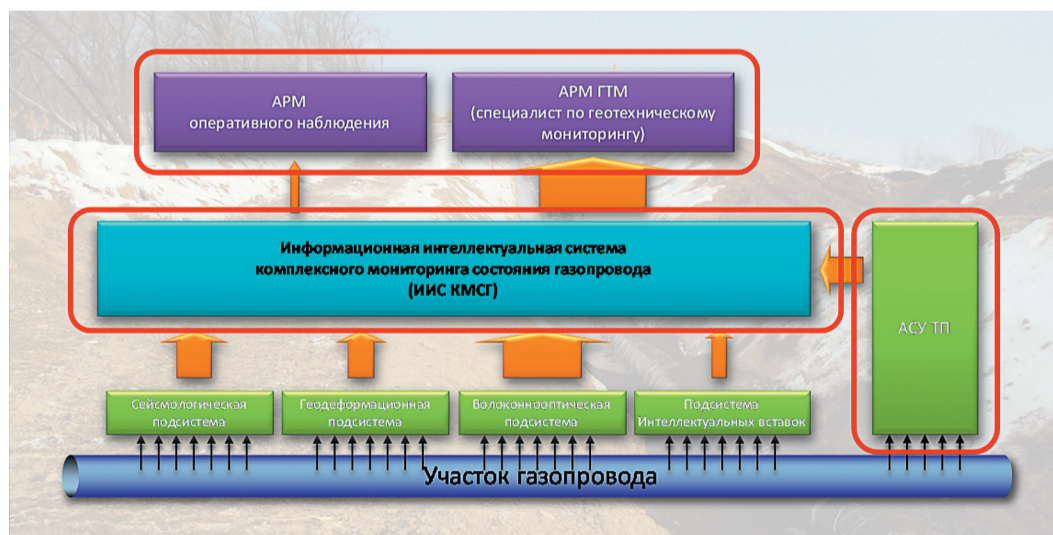 АРМ
оперативного наблюдения
АРМ ГТМ
(специалист по геотехническому
мониторингу)
Информационная интеллектуальная система
комплексного мониторинга состояния газопровода
(ИИС КМСГ)
АСУ ТП
Сейсмологическая
подсистема
Геодеформационная
подсистема
Волоконнооптическая
подсистема
Подсистема
Интеллектуальных вставок
Участок газопровода